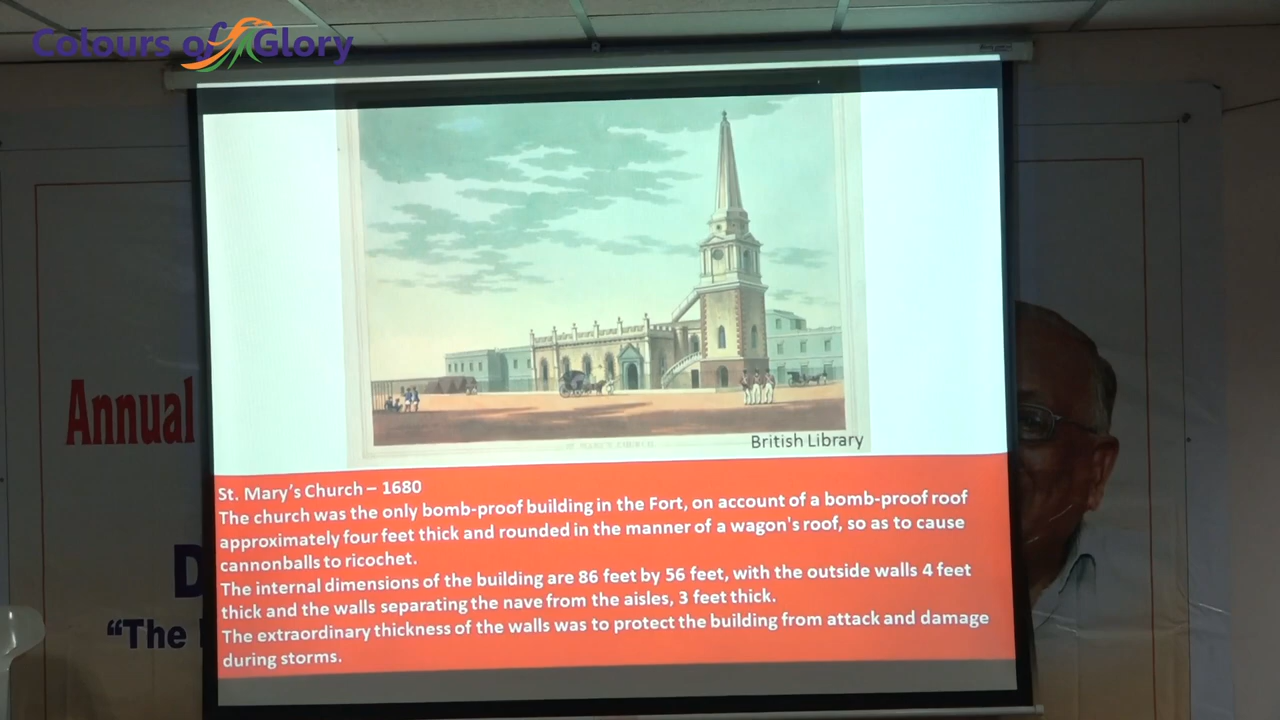 Colours of Glory
British Library
St. Mary's Church – 1680
The church was the only bomb-proof building in the Fort, on account of a bomb-proof roof
approximately four feet thick and rounded in the manner of a wagon's roof, so as to cause
cannonballs to ricochet.
The internal dimensions of the building are 86 feet by 56 feet, with the outside walls 4 feet
thick and the walls separating the nave from the aisles, 3 feet thick.
The extraordinary thickness of the walls was to protect the building from attack and damage
during storms.
Annual
“The